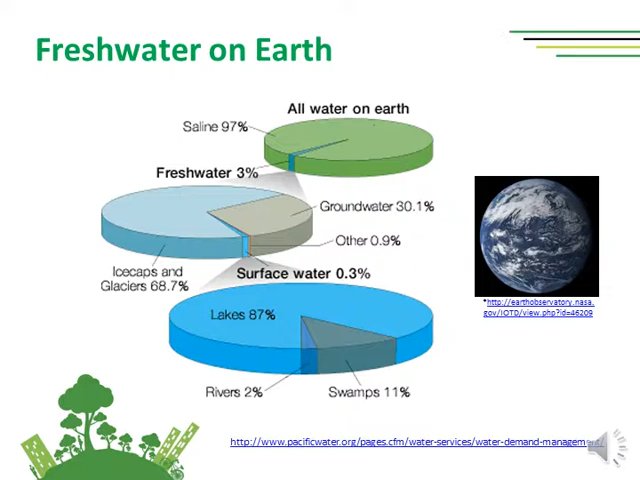 Freshwater on Earth
All water on earth
Saline 97%
Freshwater 3%
Groundwater 30.1%
Other 0.9%
Icecaps and
Glaciers 68.7%
Surface water 0.3%
Lakes 87%
Rivers 2%
Swamps 11%
*http://earthobservatory.nasa.
gov/IOTD/view.php?id=46209
http://www.pacificwater.org/pages.cfm/water-services/water-demand-management/